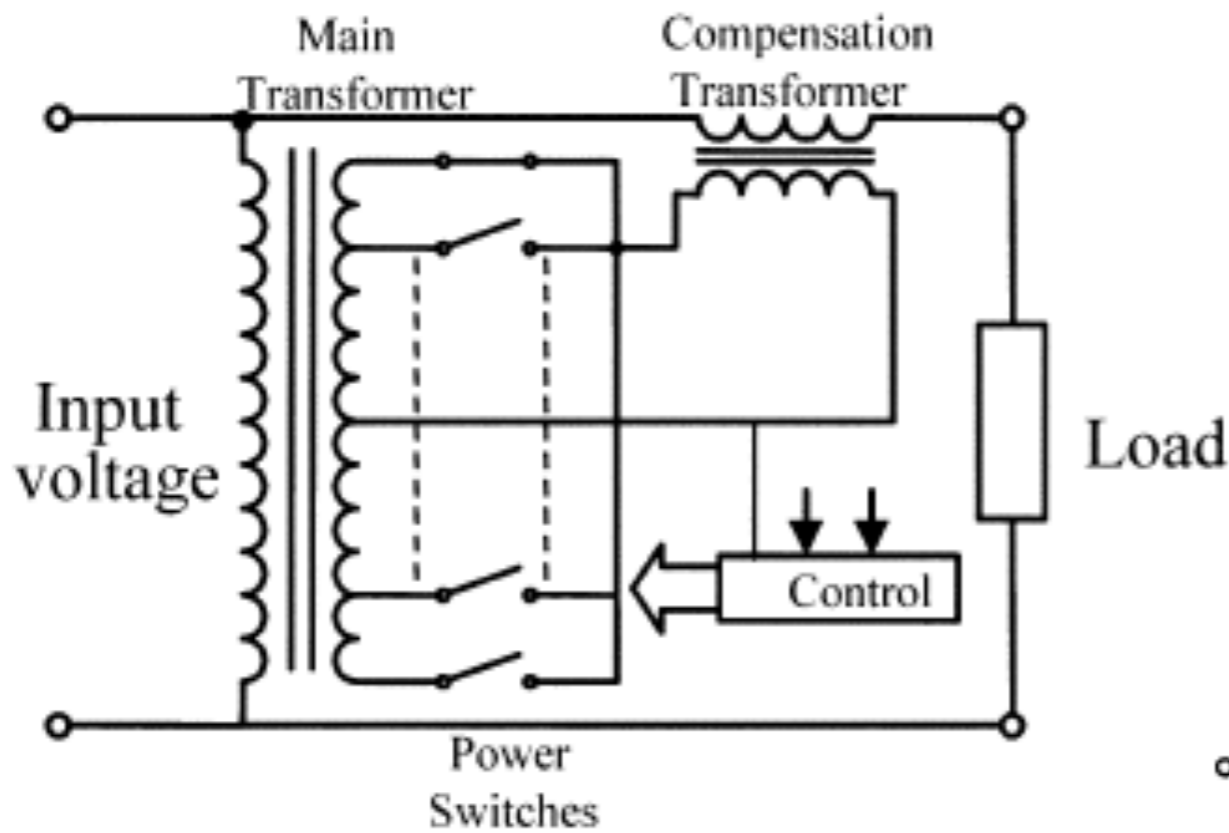 Main
Transformer
Compensation
Transformer
Input
voltage
Load
Control
Power
Switches